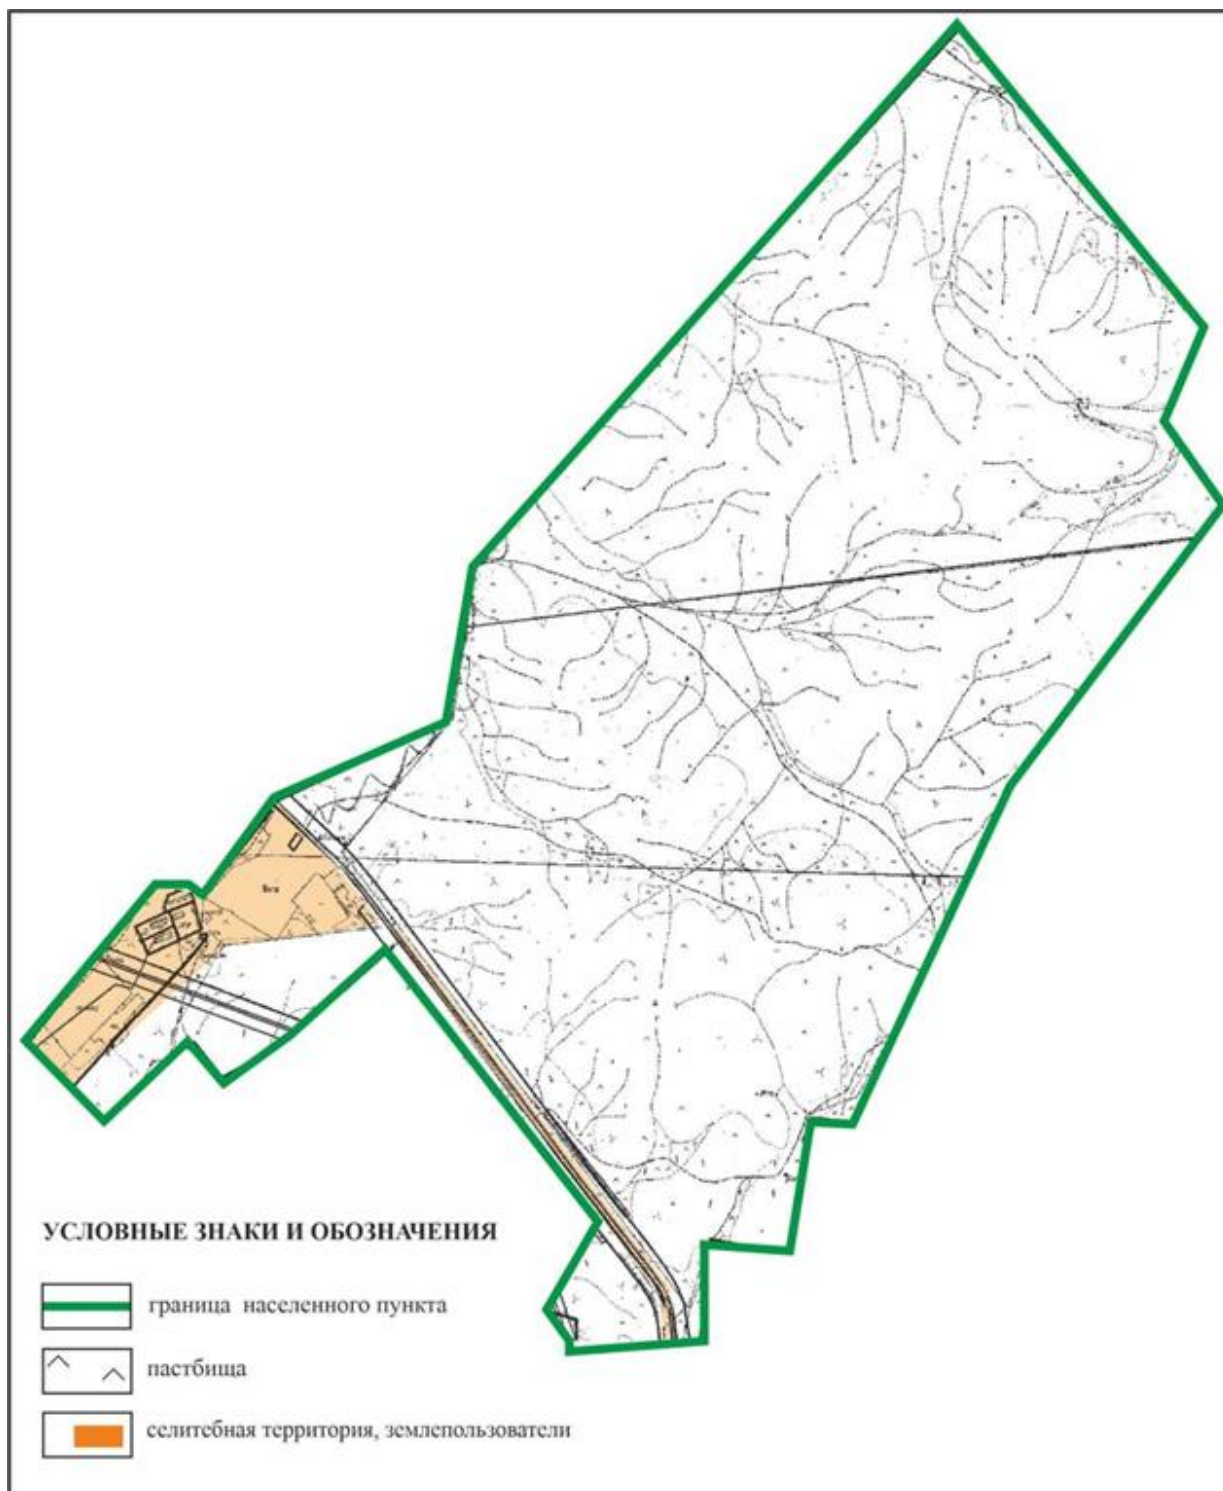 УСЛОВНЫЕ ЗНАКИ И ОБОЗНАЧЕНИЯ
граница населенного пункта
пастбища
селитебная территория, землепользователи